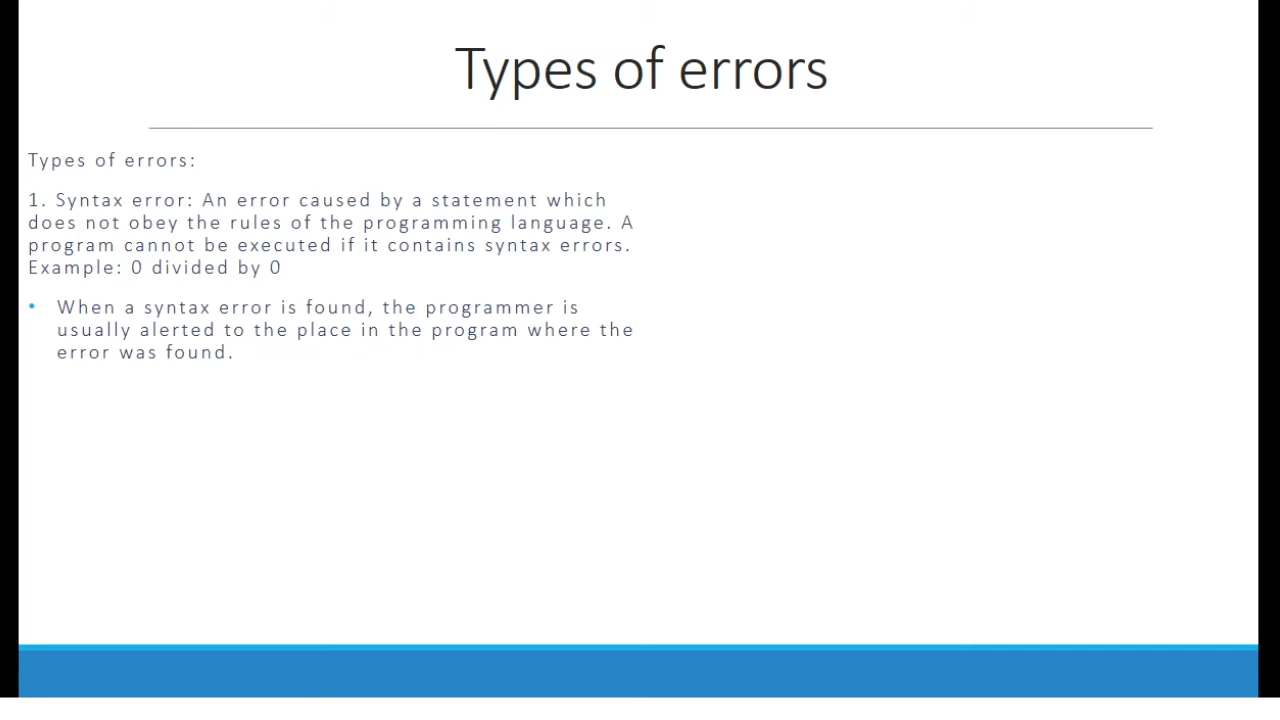 Types of errors
Types of errors:
1. Syntax error: An error caused by a statement which
does not obey the rules of the programming language. A
program cannot be executed if it contains syntax errors.
Example: 0 divided by 0
• When a syntax error is found, the programmer is
usually alerted to the place in the program where the
error was found.